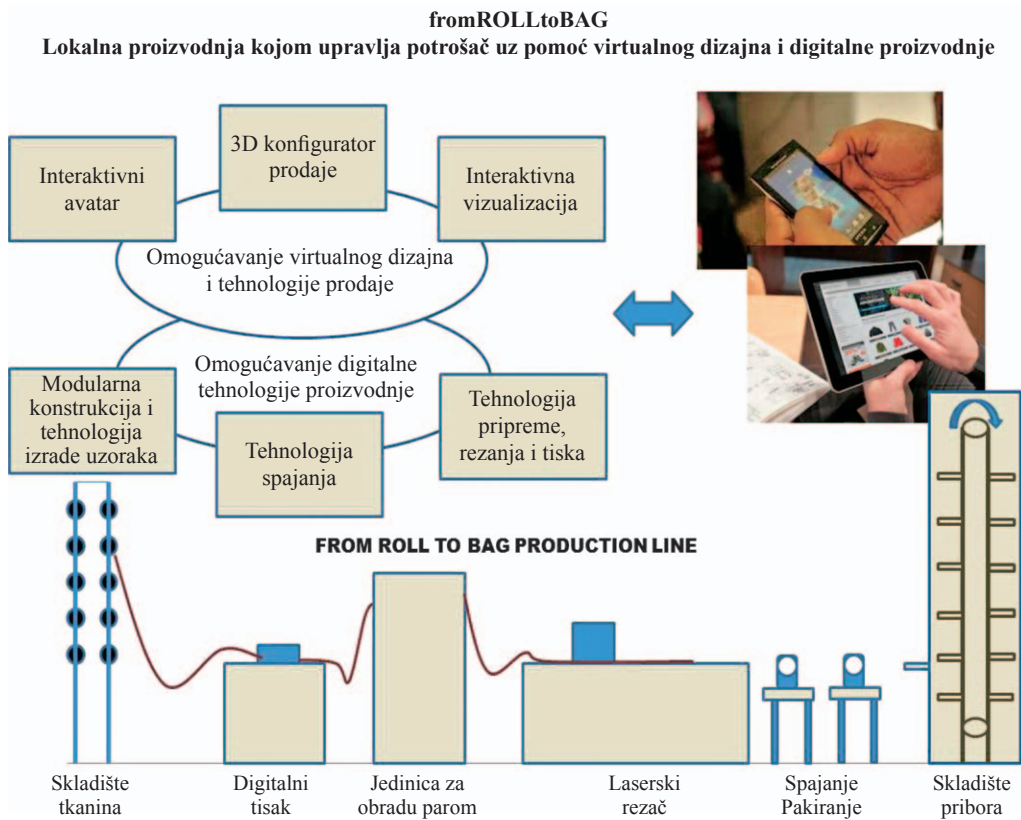 fromROLLtoBAG
Lokalna proizvodnja kojom upravlja potrošač uz pomoć virtualnog dizajna i digitalne proizvodnje
3D konfigurator
prodaje
Interaktivni
avatar
Interaktivna
vizualizacija
Omogućavanje virtualnog dizajna
i tehnologije prodaje
Omogućavanje digitalne
tehnologije proizvodnje
Modularna
konstrukcija i
tehnologija
izrade uzoraka
Tehnologija
spajanja
Tehnologija
pripreme,
rezanja i tiska
FROM ROLL TO BAG PRODUCTION LINE
Skladište
tkanina
Digitalni
tisak
Jedinica za
obradu parom
Laserski
rezač
Spajanje
Pakiranje
Skladište
pribora